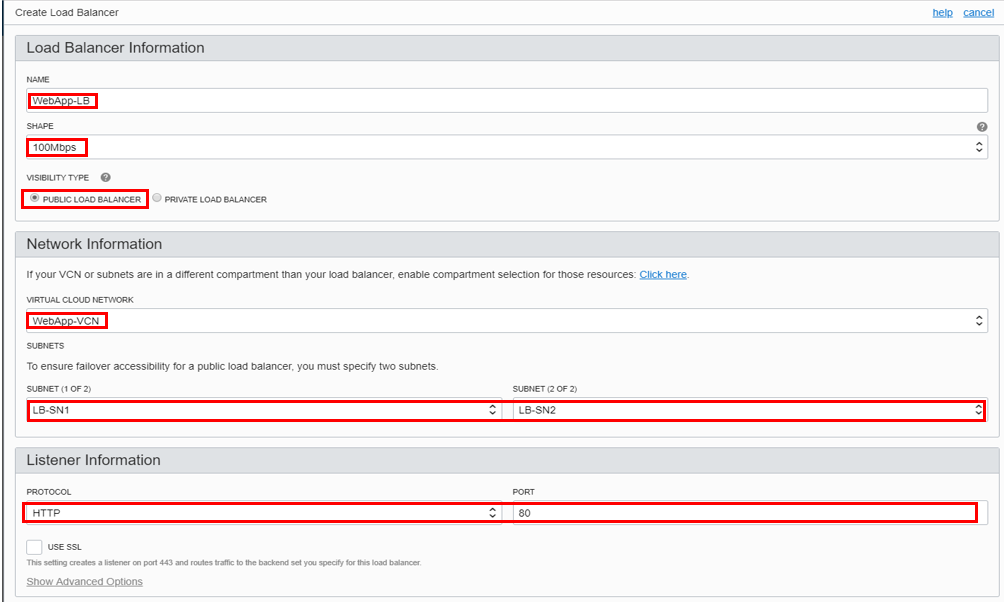 Create Load Balancer help cancel
Load Balancer Information
NAME
WebApp-LB
SHAPE ?
100Mbps
VISIBILITY TYPE ?
PUBLIC LOAD BALANCER PRIVATE LOAD BALANCER
Network Information
If your VCN or subnets are in a different compartment than your load balancer, enable compartment selection for those resources: Click here.
VIRTUAL CLOUD NETWORK
WebApp-VCN
SUBNETS
To ensure failover accessibility for a public load balancer, you must specify two subnets.
SUBNET (1 OF 2) SUBNET (2 OF 2)
LB-SN1 LB-SN2
Listener Information
PROTOCOL PORT
HTTP 80
USE SSL
This setting creates a listener on port 443 and routes traffic to the backend set you specify for this load balancer.
Show Advanced Options